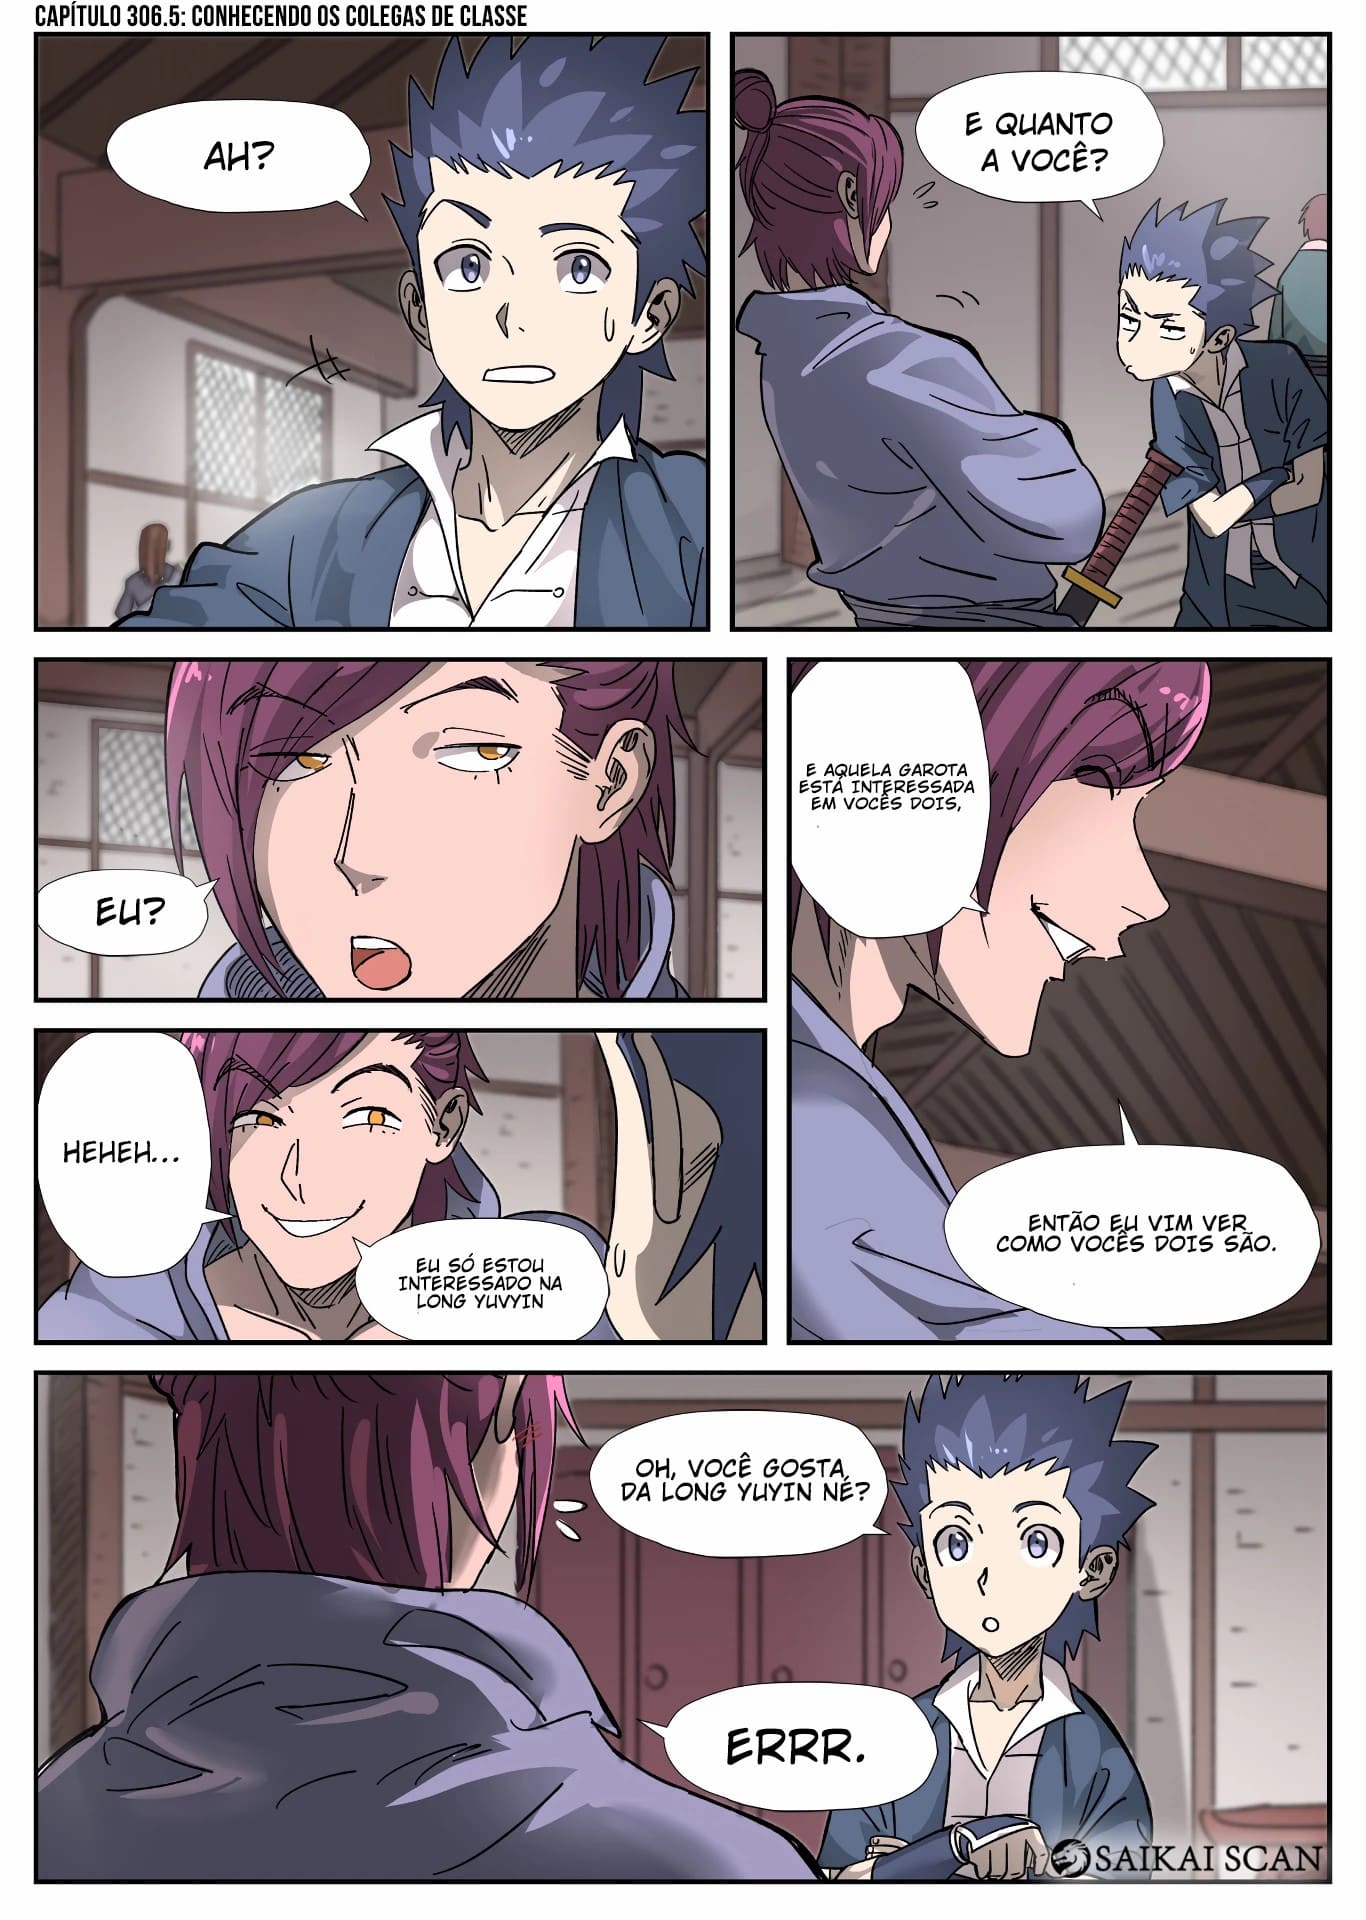 CAPÍTULO 306.5: CONHECENDO OS COLEGAS DE CLASSE
AH?
E QUANTO
A VOCÊ?
EU?
E AQUELA GAROTA
ESTÁ INTERESSADA
EM VOCÊS DOIS,
ENTÃO EU VIM VER
COMO VOCÊS DOIS SÃO.
HEHEH...
EU SÓ ESTOU
INTERESSADO NA
LONG YUVYIN
OH, VOCÊ GOSTA
DA LONG YUYIN NÉ?
ERRR.
SAIKAI SCAN